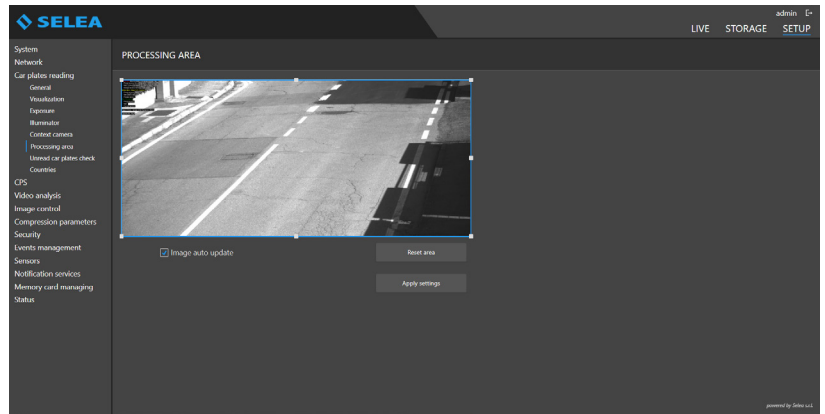 SELEA
admin
LIVE STORAGE SETUP
System
Network
Car plates reading
General
Visualization
Exposure
Illuminator
Context camera
Processing area
Unread car plates check
Countries
CPS
Video analysis
Image control
Compression parameters
Security
Events management
Sensors
Notification services
Memory card managing
Status
PROCESSING AREA
Image auto update
Reset area
Apply settings
powered by Selea s.r.l.